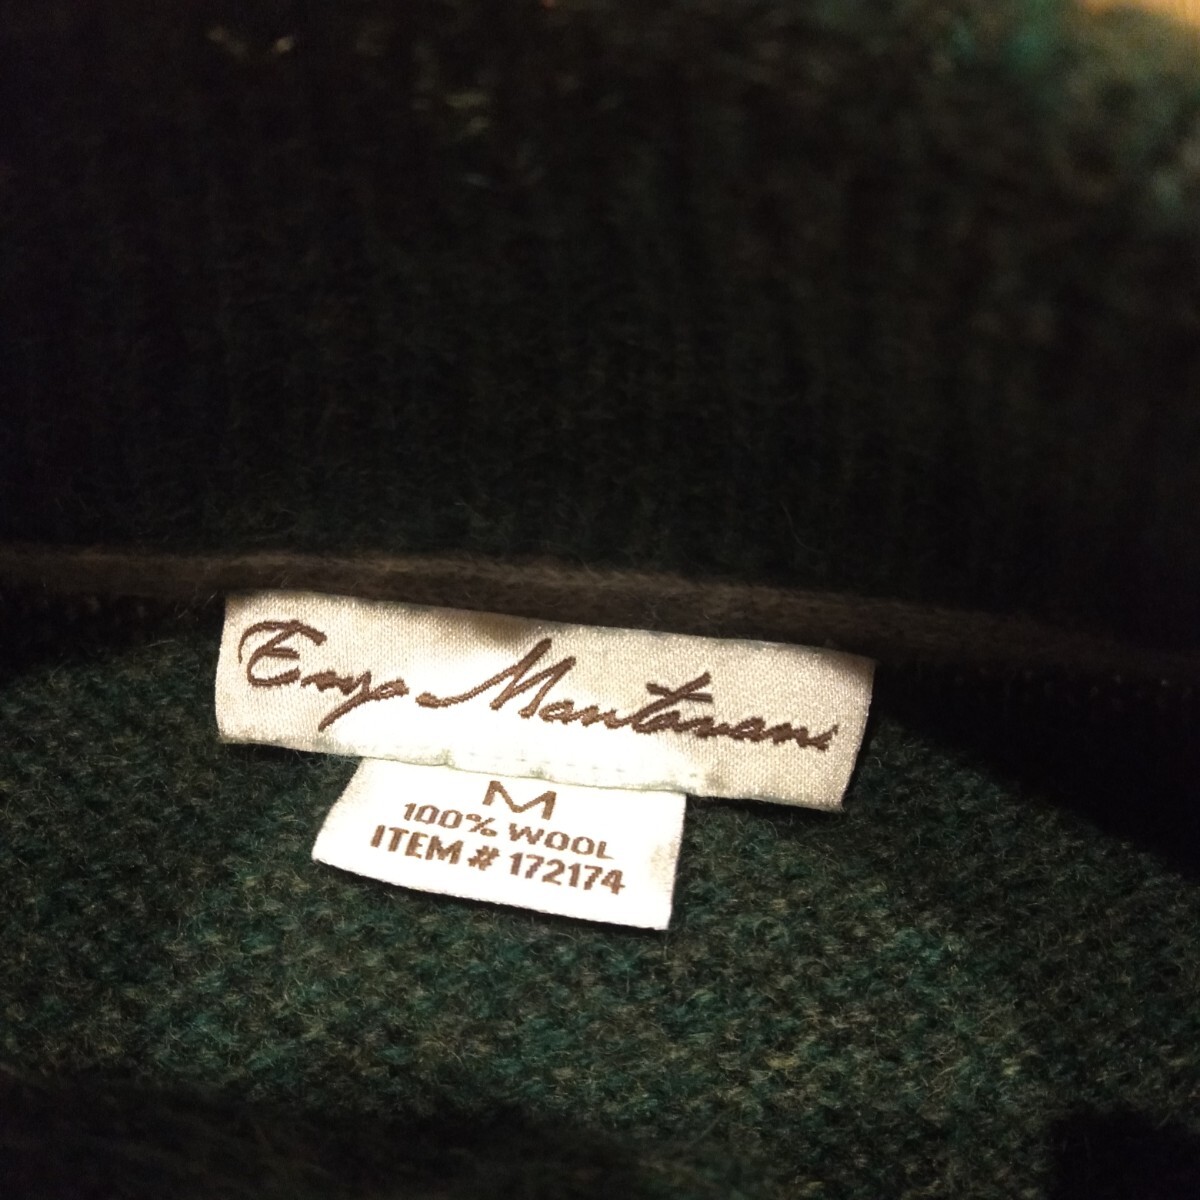 Enzo Mantovani
M
100% WOOL
ITEM # 172174